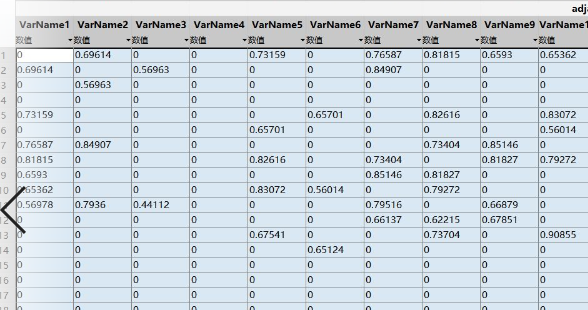 adj
VarName1 VarName2 VarName3 VarName4 VarName5 VarName6 VarName7 VarName8 VarName9 VarName1
数值 数值 数值 数值 数值 数值 数值 数值 数值 数值
1 0 0.69614 0 0 0.73159 0 0.76587 0.81815 0.6593 0.65362
2 0.69614 0 0.56963 0 0 0 0.84907 0 0 0
3 0 0.56963 0 0 0 0 0 0 0 0
4 0 0 0 0 0 0 0 0 0 0
5 0.73159 0 0 0 0 0.65701 0 0.82616 0 0.83072
6 0 0 0 0 0.65701 0 0 0 0 0.56014
7 0.76587 0.84907 0 0 0 0 0 0.73404 0.85146 0
8 0.81815 0 0 0 0.82616 0 0.73404 0 0.81827 0.79272
9 0.6593 0 0 0 0 0 0.85146 0.81827 0 0
10 0.65362 0 0 0 0.83072 0.56014 0 0.79272 0 0
0.56978 0.7936 0.44112 0 0 0 0.79516 0 0.66879 0
12 0 0 0 0 0 0 0.66137 0.62215 0.67851 0
13 0 0 0 0 0.67541 0 0 0.73704 0 0.90855
14 0 0 0 0 0 0.65124 0 0 0 0
15 0 0 0 0 0 0 0 0 0 0
16 0 0 0 0 0 0 0 0 0 0
17 0 0 0 0 0 0 0 0 0 0